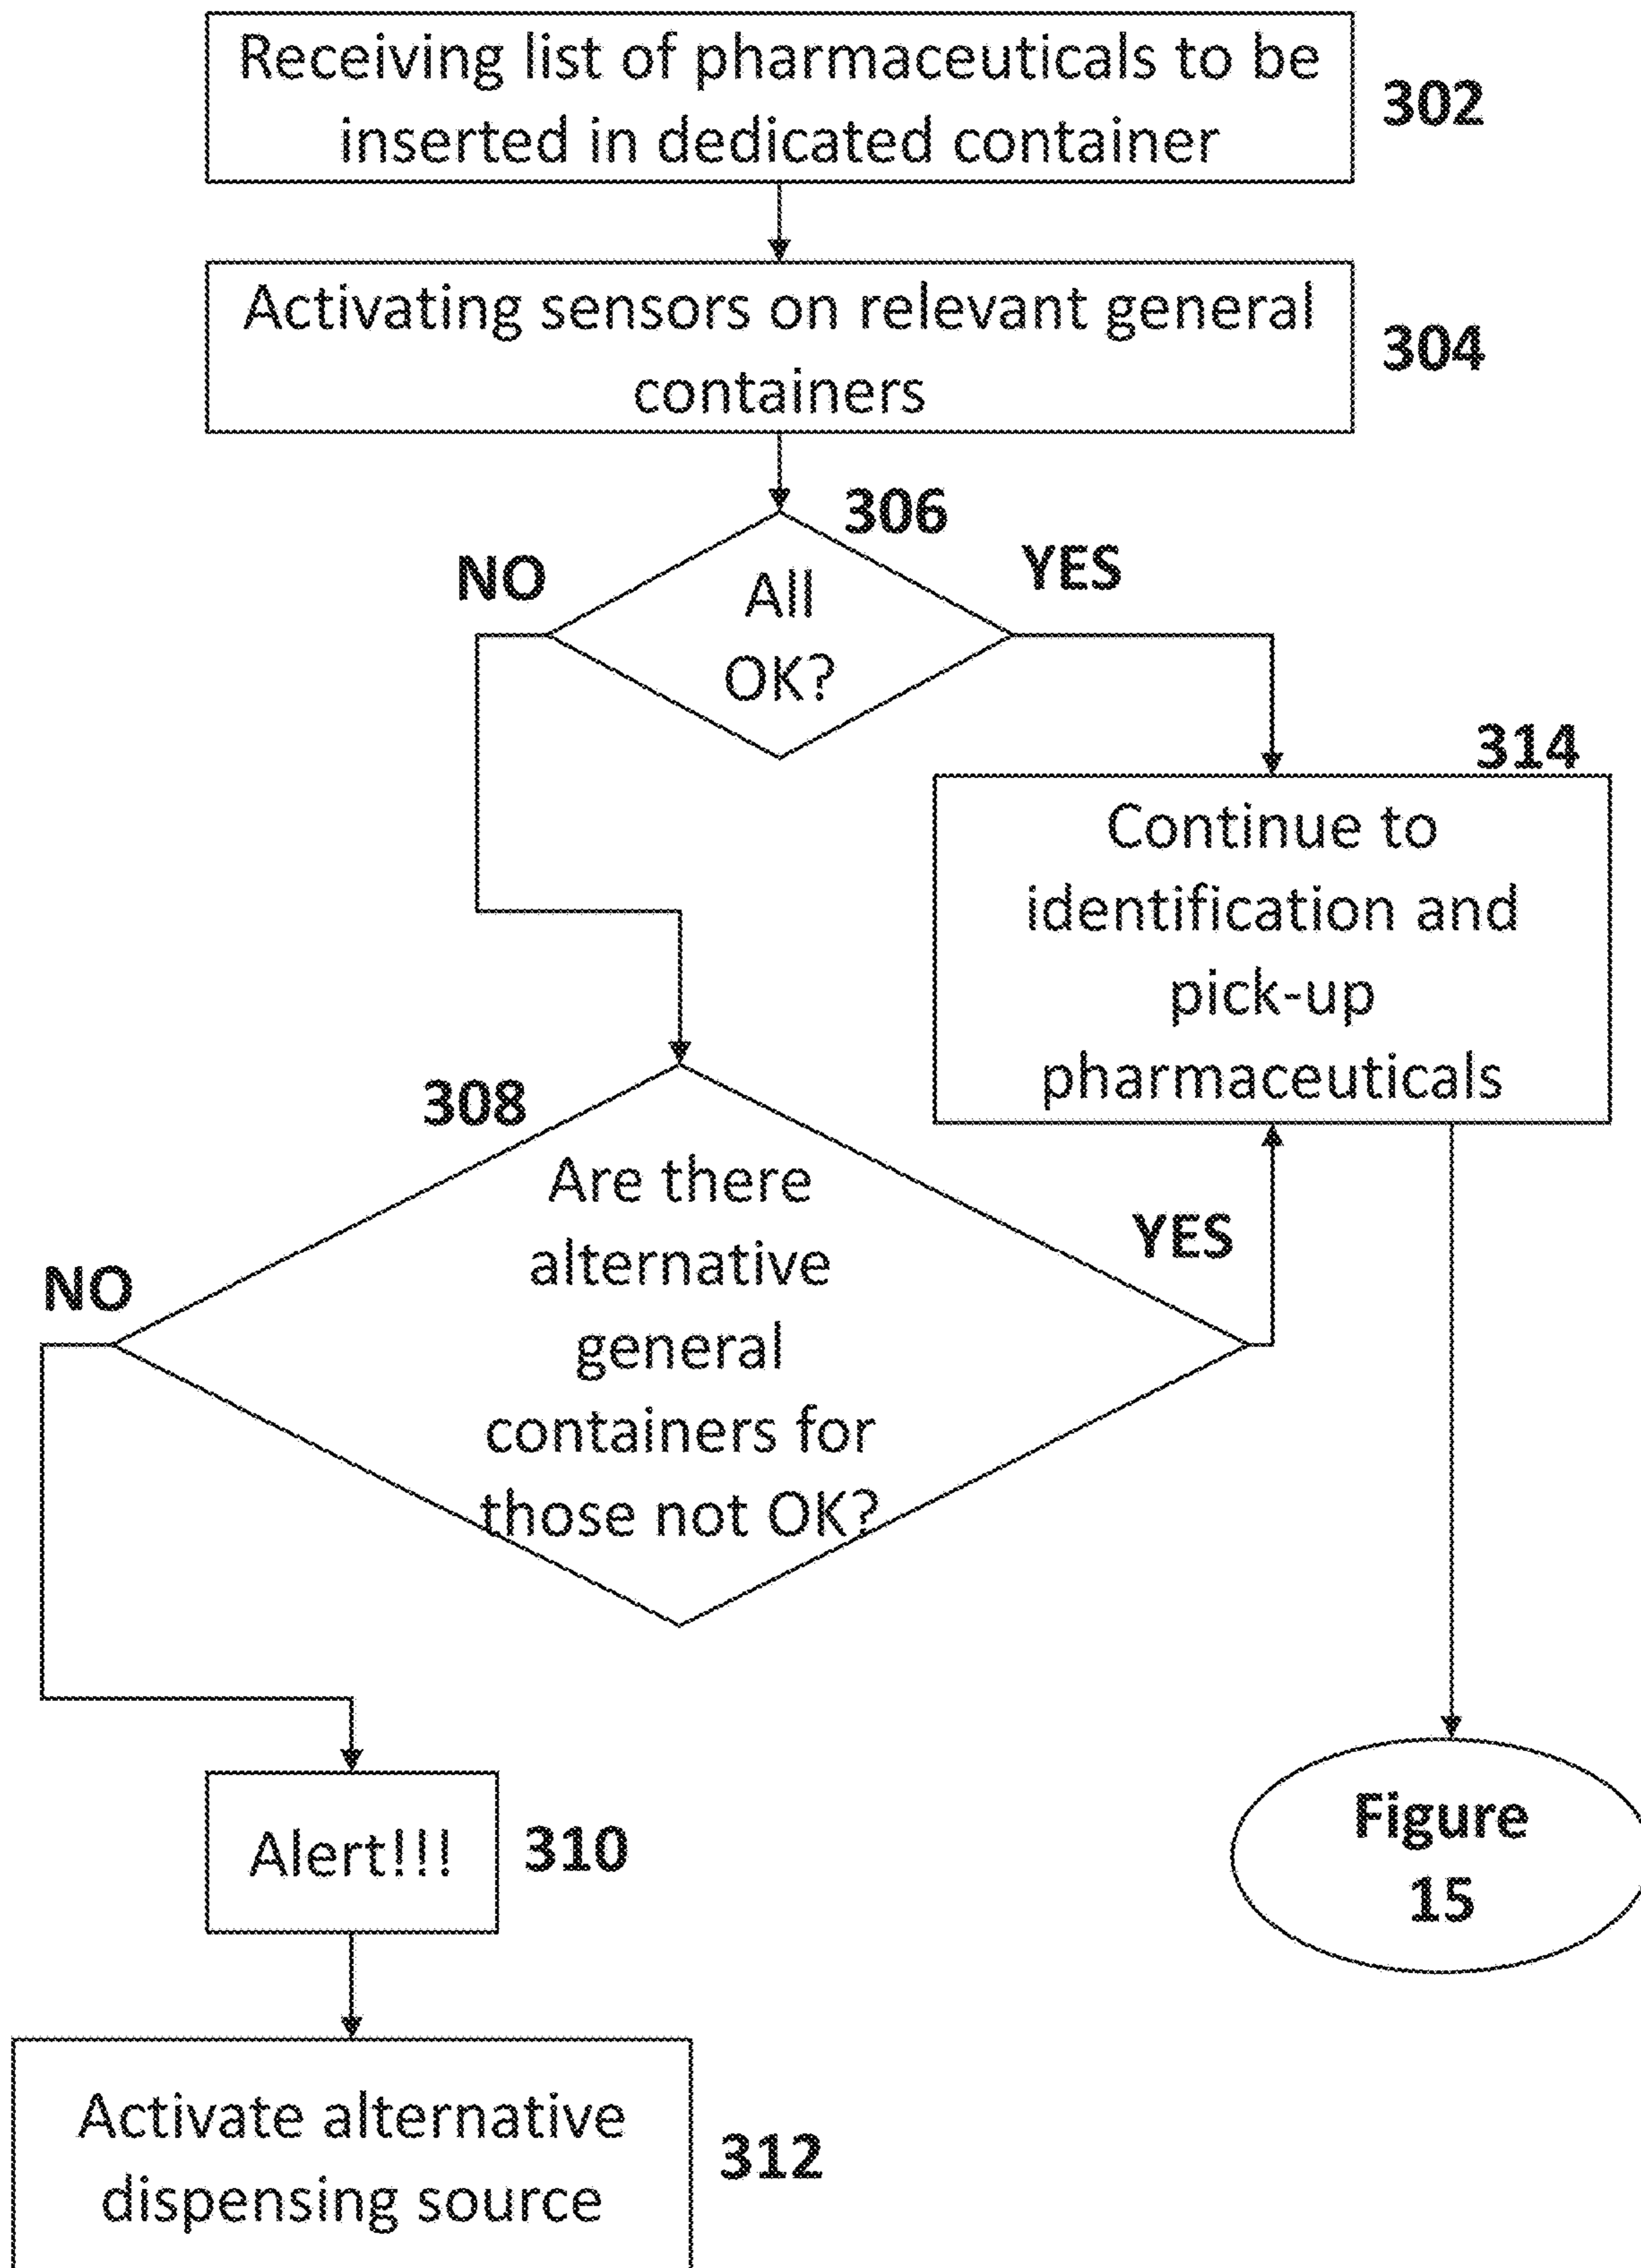 Receiving list of pharmaceuticals to be
inserted in dedicated container
302
Activating sensors on relevant general
containers
304
306
NO
YES
All
OK?
314
Continue to
identification and
pick-up
pharmaceuticals
308
Are there
alternative
general
containers for
those not OK?
YES
NO
Alert!!!
310
Figure
15
Activate alternative
dispensing source
312